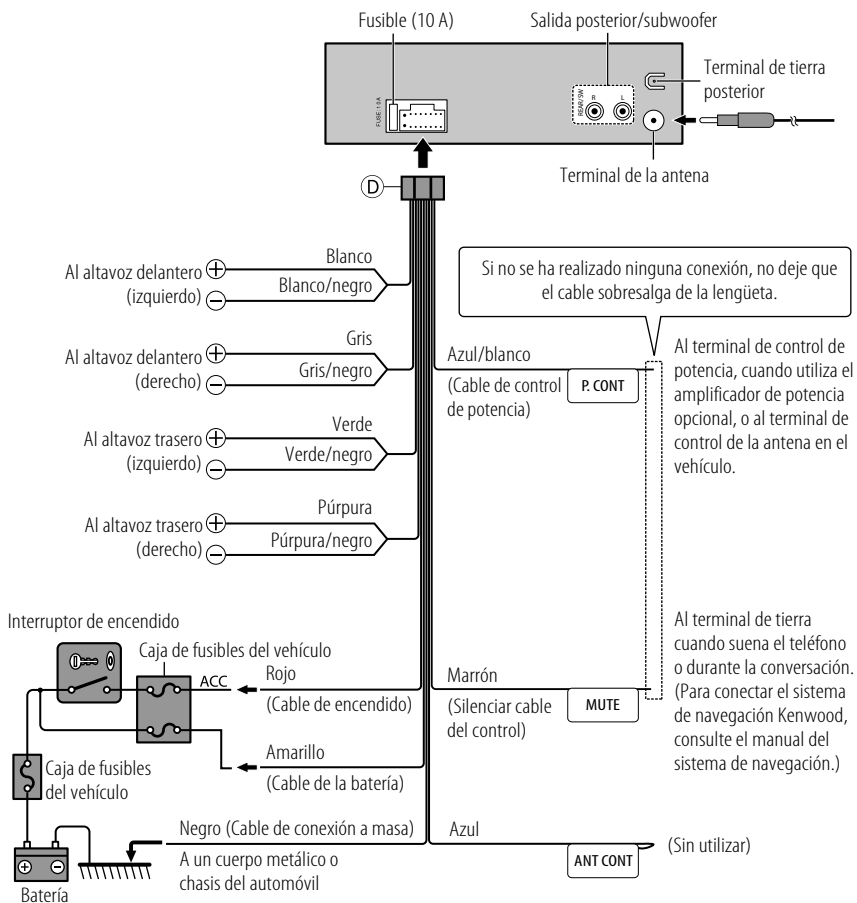 Fusible (10 A)
Salida posterior/subwoofer
Terminal de tierra
posterior
FUSE 10A
REAR/SW
R
L
Terminal de la antena
D
Al altavoz delantero
(izquierdo)
Blanco
Blanco/negro
Al altavoz delantero
(derecho)
Gris
Gris/negro
Al altavoz trasero
(izquierdo)
Verde
Verde/negro
Al altavoz trasero
(derecho)
Púrpura
Púrpura/negro
Si no se ha realizado ninguna conexión, no deje que
el cable sobresalga de la lengüeta.
Azul/blanco
(Cable de control
de potencia)
P. CONT
Al terminal de control de
potencia, cuando utiliza el
amplificador de potencia
opcional, o al terminal de
control de la antena en el
vehículo.
Interruptor de encendido
Caja de fusibles del vehículo
ACC
Rojo
(Cable de encendido)
Amarillo
(Cable de la batería)
Caja de fusibles
del vehículo
Negro (Cable de conexión a masa)
A un cuerpo metálico o
chasis del automóvil
Batería
Marrón
(Silenciar cable
del control)
MUTE
Al terminal de tierra
cuando suena el teléfono
o durante la conversación.
(Para conectar el sistema
de navegación Kenwood,
consulte el manual del
sistema de navegación.)
Azul
ANT CONT
(Sin utilizar)